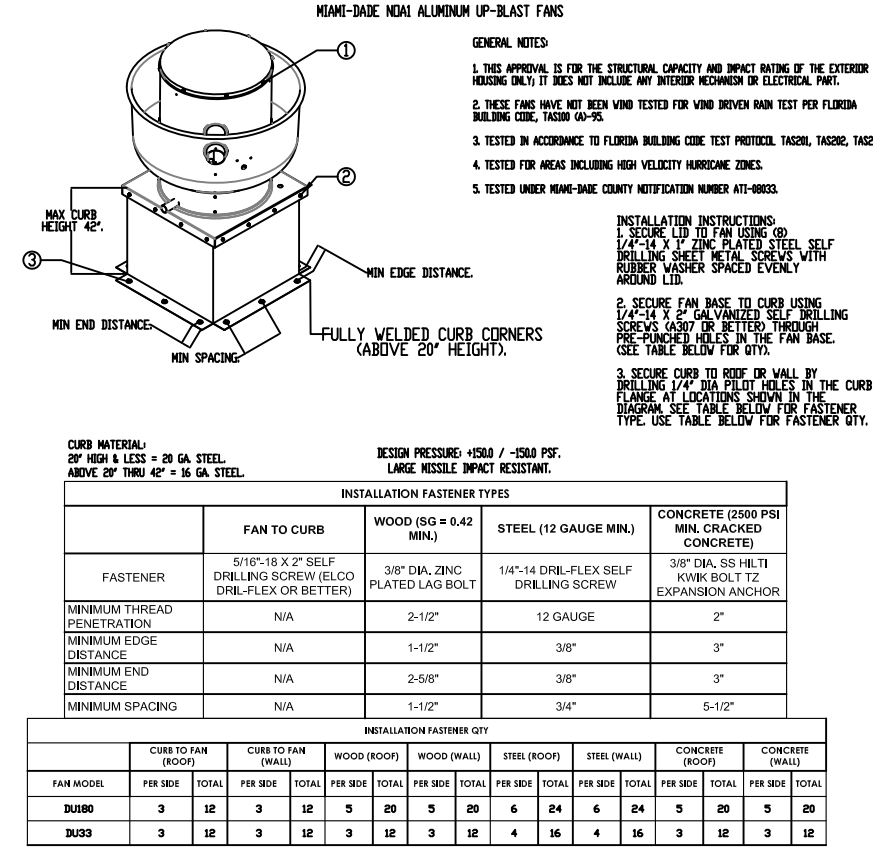 MIAMI-DADE NOA1 ALUMINUM UP-BLAST FANS
1
2
3
MAX CURB
HEIGHT 42".
MIN EDGE DISTANCE.
MIN END DISTANCE.
MIN SPACING.
FULLY WELDED CURB CORNERS
(ABOVE 20" HEIGHT).
GENERAL NOTES:
1. THIS APPROVAL IS FOR THE STRUCTURAL CAPACITY AND IMPACT RATING OF THE EXTERIOR
HOUSING ONLY; IT DOES NOT INCLUDE ANY INTERIOR MECHANISM OR ELECTRICAL PART.
2. THESE FANS HAVE NOT BEEN WIND TESTED FOR WIND DRIVEN RAIN TEST PER FLORIDA
BUILDING CODE, TAS100 (A)-95.
3. TESTED IN ACCORDANCE TO FLORIDA BUILDING CODE TEST PROTOCOL TAS201, TAS202, TAS2
4. TESTED FOR AREAS INCLUDING HIGH VELOCITY HURRICANE ZONES.
5. TESTED UNDER MIAMI-DADE COUNTY NOTIFICATION NUMBER ATI-08033.
INSTALLATION INSTRUCTIONS:
1. SECURE LID TO FAN USING (8)
1/4"-14 X 1" ZINC PLATED STEEL SELF
DRILLING SHEET METAL SCREWS WITH
RUBBER WASHER SPACED EVENLY
AROUND LID.
2. SECURE FAN BASE TO CURB USING
1/4"-14 X 2" GALVANIZED SELF DRILLING
SCREWS (A307 OR BETTER) THROUGH
PRE-PUNCHED HOLES IN THE FAN BASE.
(SEE TABLE BELOW FOR QTY).
3. SECURE CURB TO ROOF OR WALL BY
DRILLING 1/4" DIA PILOT HOLES IN THE CURB
FLANGE AT LOCATIONS SHOWN IN THE
DIAGRAM. SEE TABLE BELOW FOR FASTENER
TYPE. USE TABLE BELOW FOR FASTENER QTY.
CURB MATERIAL:
20" HIGH & LESS = 20 GA. STEEL.
ABOVE 20" THRU 42" = 16 GA. STEEL.
DESIGN PRESSURE: +150.0 / -150.0 PSF.
LARGE MISSILE IMPACT RESISTANT.
INSTALLATION FASTENER TYPES
FAN TO CURB WOOD (SG = 0.42 MIN.) STEEL (12 GAUGE MIN.) CONCRETE (2500 PSI MIN. CRACKED CONCRETE)
FASTENER 5/16"-18 X 2" SELF DRILLING SCREW (ELCO DRIL-FLEX OR BETTER) 3/8" DIA. ZINC PLATED LAG BOLT 1/4"-14 DRIL-FLEX SELF DRILLING SCREW 3/8" DIA. SS HILTI KWIK BOLT TZ EXPANSION ANCHOR
MINIMUM THREAD PENETRATION N/A 2-1/2" 12 GAUGE 2"
MINIMUM EDGE DISTANCE N/A 1-1/2" 3/8" 3"
MINIMUM END DISTANCE N/A 2-5/8" 3/8" 3"
MINIMUM SPACING N/A 1-1/2" 3/4" 5-1/2"
INSTALLATION FASTENER QTY
CURB TO FAN (ROOF) CURB TO FAN (WALL) WOOD (ROOF) WOOD (WALL) STEEL (ROOF) STEEL (WALL) CONCRETE (ROOF) CONCRETE (WALL)
FAN MODEL PER SIDE TOTAL PER SIDE TOTAL PER SIDE TOTAL PER SIDE TOTAL PER SIDE TOTAL PER SIDE TOTAL PER SIDE TOTAL PER SIDE TOTAL
DU180 3 12 3 12 5 20 5 20 6 24 6 24 5 20 5 20
DU33 3 12 3 12 3 12 3 12 4 16 4 16 3 12 3 12